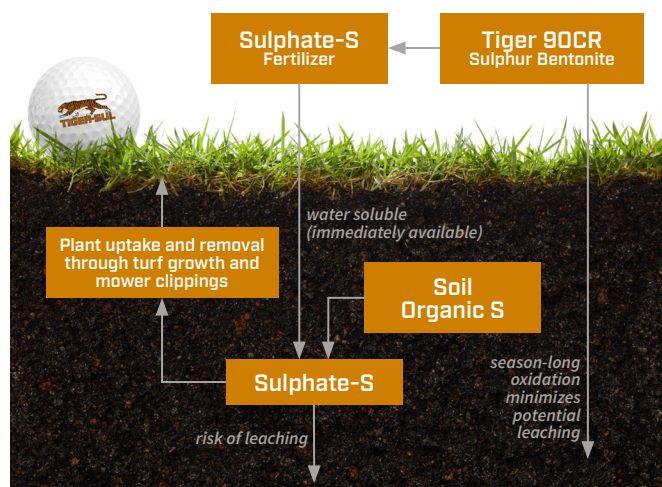 Sulphate-S
Fertilizer
Tiger 90CR
Sulphur Bentonite
TIGER-SUL
water soluble
(immediately available)
Plant uptake and removal
through turf growth and
mower clippings
Soil
Organic S
Sulphate-S
season-long
oxidation
minimizes
potential
leaching
risk of leaching